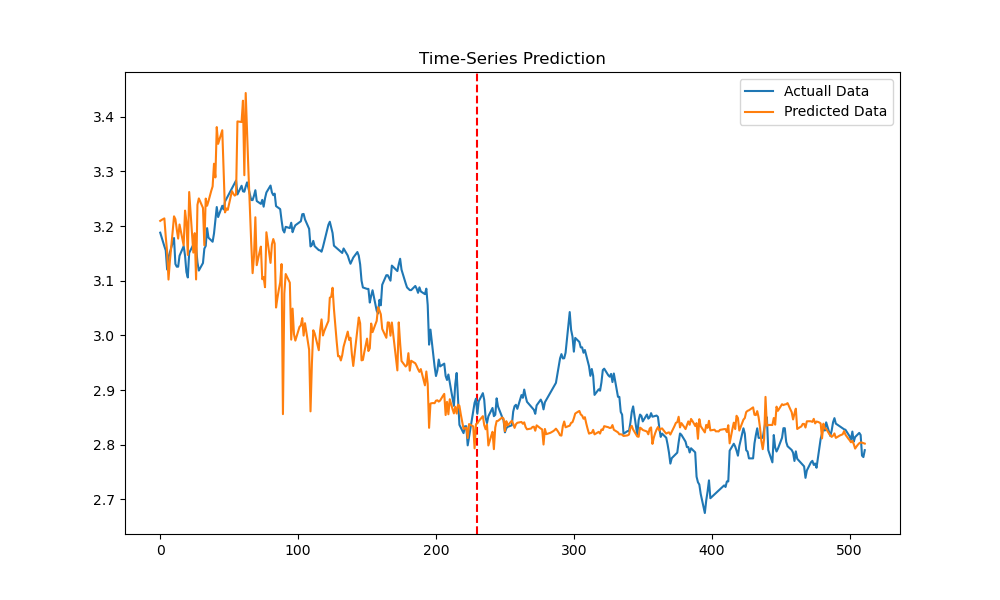 Time-Series Prediction
Actuall Data
Predicted Data
3.4
3.3
3.2
3.1
3.0
2.9
2.8
2.7
0 100 200 300 400 500